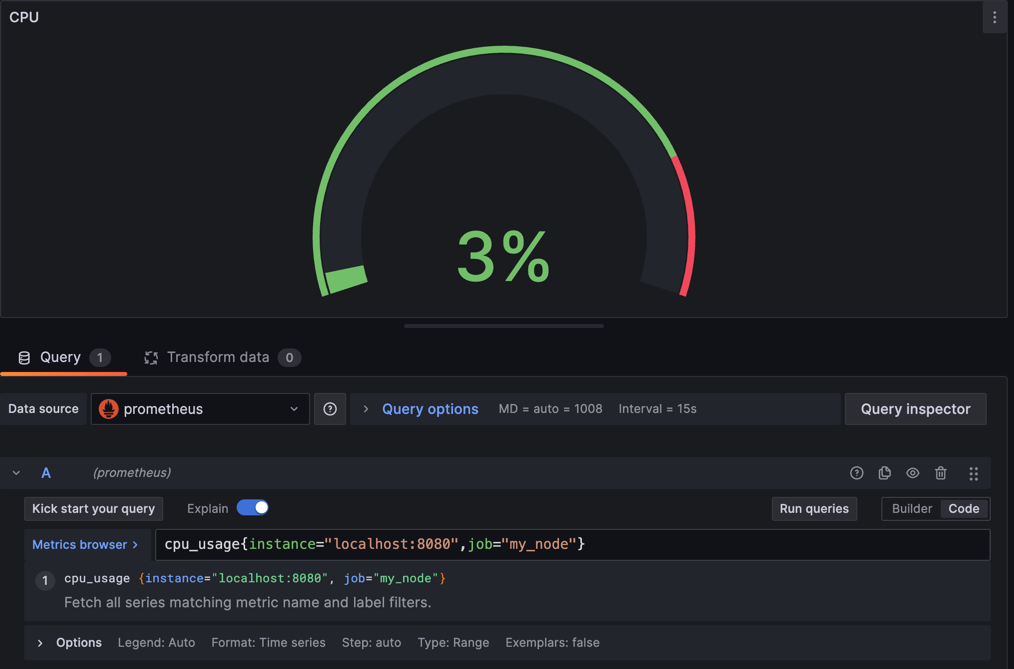 CPU
3%
Query 1 Transform data 0
Data source prometheus Query options MD = auto = 1008 Interval = 15s Query inspector
A (prometheus)
Kick start your query Explain Run queries Builder Code
Metrics browser > cpu_usage{instance="localhost:8080",job="my_node"}
1 cpu_usage {instance="localhost:8080", job="my_node"}
Fetch all series matching metric name and label filters.
Options Legend: Auto Format: Time series Step: auto Type: Range Exemplars: false